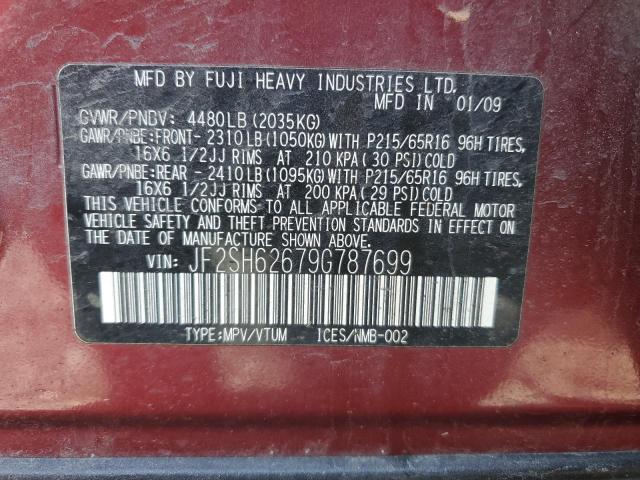 MFD BY FUJI HEAVY INDUSTRIES LTD.
MFD IN 01/09
GVWR/PNBV: 4480LB(2035KG)
GAWR/PNBE:FRONT- 2310LB(1050KG)WITH P215/65R16 96H TIRES,
16X6 1/2JJ RIMS AT 210 KPA(30 PSI)COLD
GAWR/PNBE:REAR - 2410LB(1095KG)WITH P215/65R16 96H TIRES,
16X6 1/2JJ RIMS AT 200 KPA(29 PSI)COLD
THIS VEHICLE CONFORMS TO ALL APPLICABLE FEDERAL MOTOR
VEHICLE SAFETY AND THEFT PREVENTION STANDARDS IN EFFECT
ON THE DATE OF MANUFACTURE SHOWN ABOVE.
VIN: JF2SH62679G787699
TYPE:MPV/VTUM ICES/NMB-002